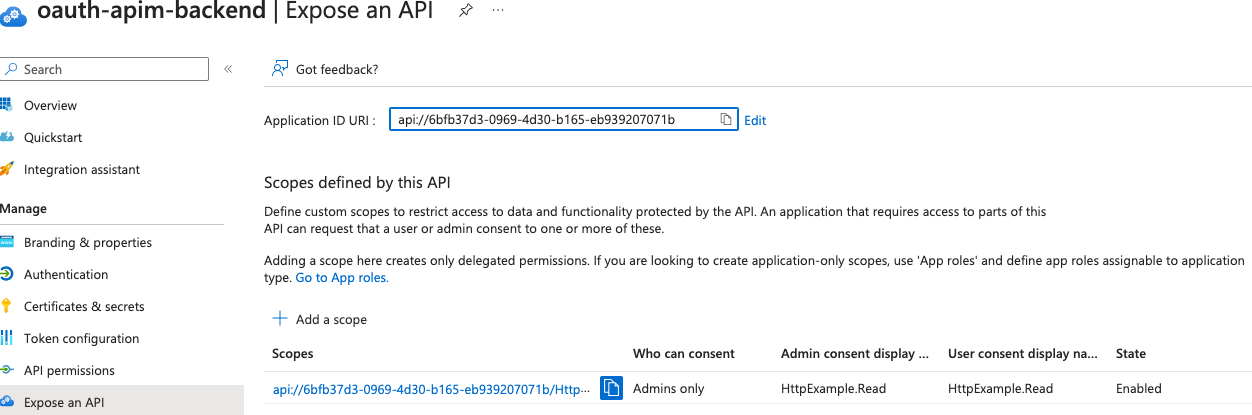 oauth-apim-backend | Expose an API
Search
Got feedback?
Overview
Application ID URI : api://6bfb37d3-0969-4d30-b165-eb939207071b Edit
Quickstart
Integration assistant
Scopes defined by this API
Manage
Define custom scopes to restrict access to data and functionality protected by the API. An application that requires access to parts of this
API can request that a user or admin consent to one or more of these.
Branding & properties
Adding a scope here creates only delegated permissions. If you are looking to create application-only scopes, use 'App roles' and define app roles assignable to application
Authentication
type. Go to App roles.
Certificates & secrets
Add a scope
Token configuration
Scopes Who can consent Admin consent display ... User consent display na... State
API permissions
api://6bfb37d3-0969-4d30-b165-eb939207071b/Http... Admins only HttpExample.Read HttpExample.Read Enabled
Expose an API